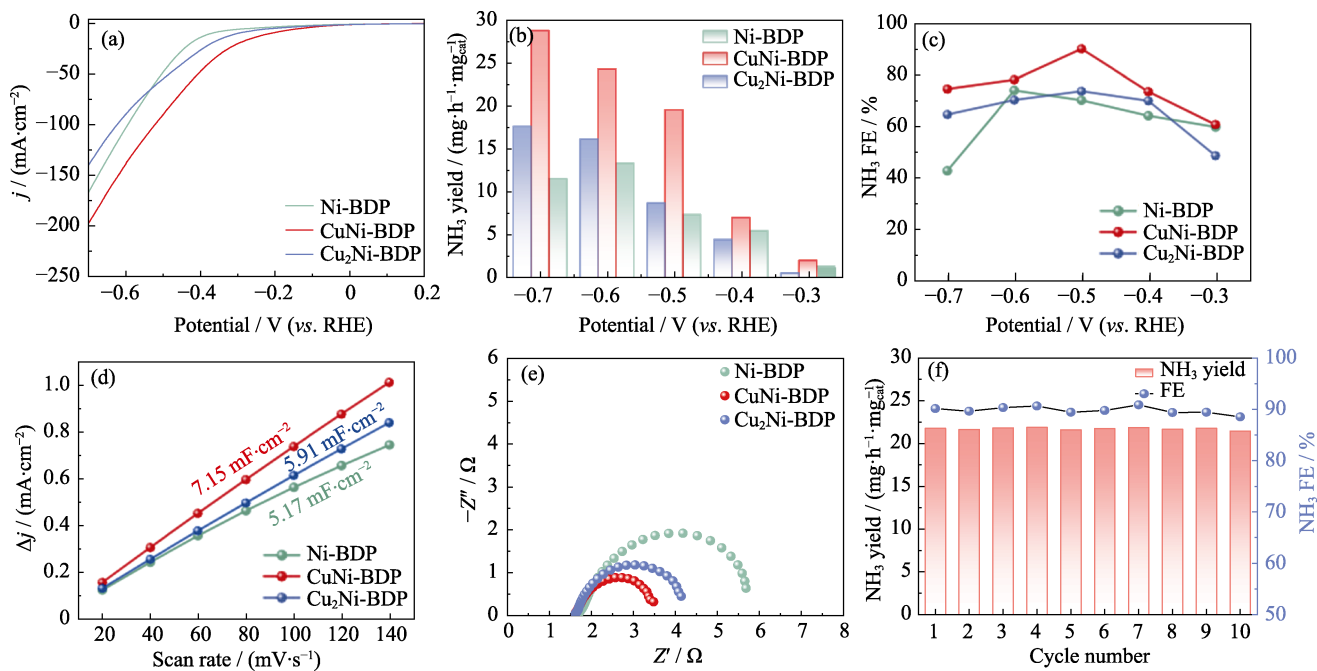 (a)
0
−50
−100
−150
−200
−250
j / (mA·cm⁻²)
Ni-BDP
CuNi-BDP
Cu₂Ni-BDP
−0.6
−0.4
−0.2
0
0.2
Potential / V (vs. RHE)
(b)
30
25
20
15
10
5
0
NH₃ yield / (mg·h⁻¹·mg⁻¹cat)
Ni-BDP
CuNi-BDP
Cu₂Ni-BDP
−0.7
−0.6
−0.5
−0.4
−0.3
Potential / V (vs. RHE)
(c)
100
80
60
40
20
0
NH₃ FE / %
Ni-BDP
CuNi-BDP
Cu₂Ni-BDP
−0.7
−0.6
−0.5
−0.4
−0.3
Potential / V (vs. RHE)
(d)
1.0
0.8
0.6
0.4
0.2
0
Δj / (mA·cm⁻²)
7.15 mF·cm⁻²
5.91 mF·cm⁻²
5.17 mF·cm⁻²
Ni-BDP
CuNi-BDP
Cu₂Ni-BDP
20
40
60
80
100
120
140
Scan rate / (mV·s⁻¹)
(e)
6
5
4
3
2
1
0
−Z″ / Ω
Ni-BDP
CuNi-BDP
Cu₂Ni-BDP
0
1
2
3
4
5
6
7
8
Z′ / Ω
(f)
30
25
20
15
10
5
0
NH₃ yield / (mg·h⁻¹·mg⁻¹cat)
NH₃ yield
FE
100
90
80
70
60
50
NH₃ FE / %
1
2
3
4
5
6
7
8
9
10
Cycle number